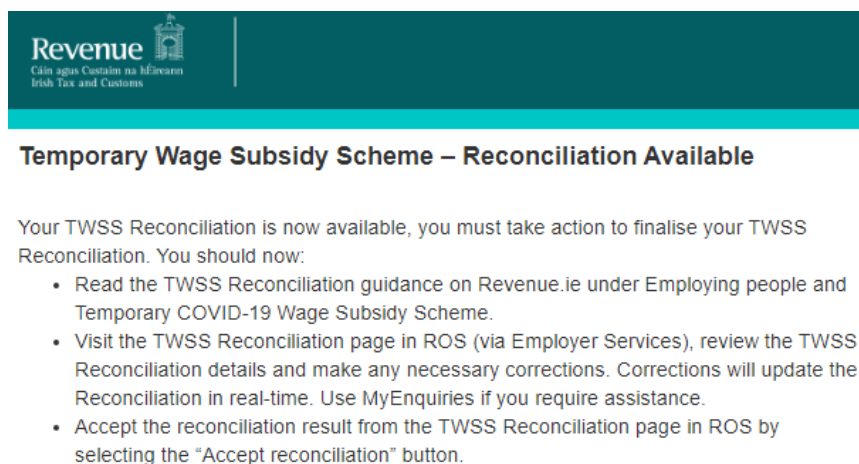 Revenue
Cáin agus Custaim na hÉireann
Irish Tax and Customs
Temporary Wage Subsidy Scheme – Reconciliation Available
Your TWSS Reconciliation is now available, you must take action to finalise your TWSS
Reconciliation. You should now:
• Read the TWSS Reconciliation guidance on Revenue.ie under Employing people and
Temporary COVID-19 Wage Subsidy Scheme.
• Visit the TWSS Reconciliation page in ROS (via Employer Services), review the TWSS
Reconciliation details and make any necessary corrections. Corrections will update the
Reconciliation in real-time. Use MyEnquiries if you require assistance.
• Accept the reconciliation result from the TWSS Reconciliation page in ROS by
selecting the “Accept reconciliation” button.